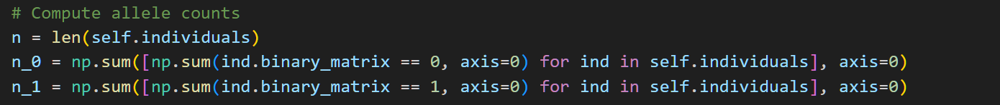 # Compute allele counts
n = len(self.individuals)
n_0 = np.sum([np.sum(ind.binary_matrix == 0, axis=0) for ind in self.individuals], axis=0)
n_1 = np.sum([np.sum(ind.binary_matrix == 1, axis=0) for ind in self.individuals], axis=0)